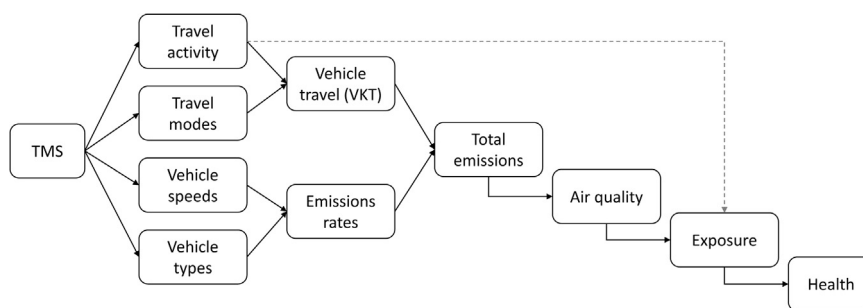 Travel
activity
Vehicle
travel (VKT)
Travel
modes
TMS
Total
emissions
Vehicle
speeds
Emissions
rates
Air quality
Vehicle
types
Exposure
Health